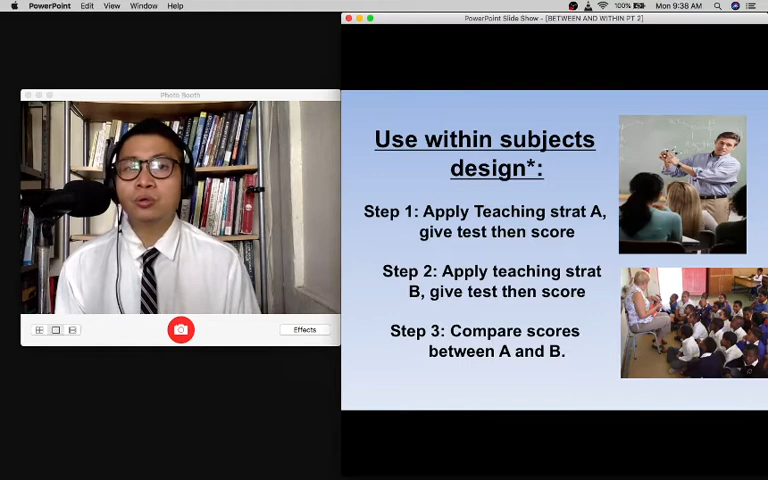 PowerPoint Edit View Window Help
100% Mon 9:38 AM
PowerPoint Slide Show - [BETWEEN AND WITHIN PT 2]
Photo Booth
Use within subjects
design*:
Step 1: Apply Teaching strat A,
give test then score
Step 2: Apply teaching strat
B, give test then score
Step 3: Compare scores
between A and B.
Effects